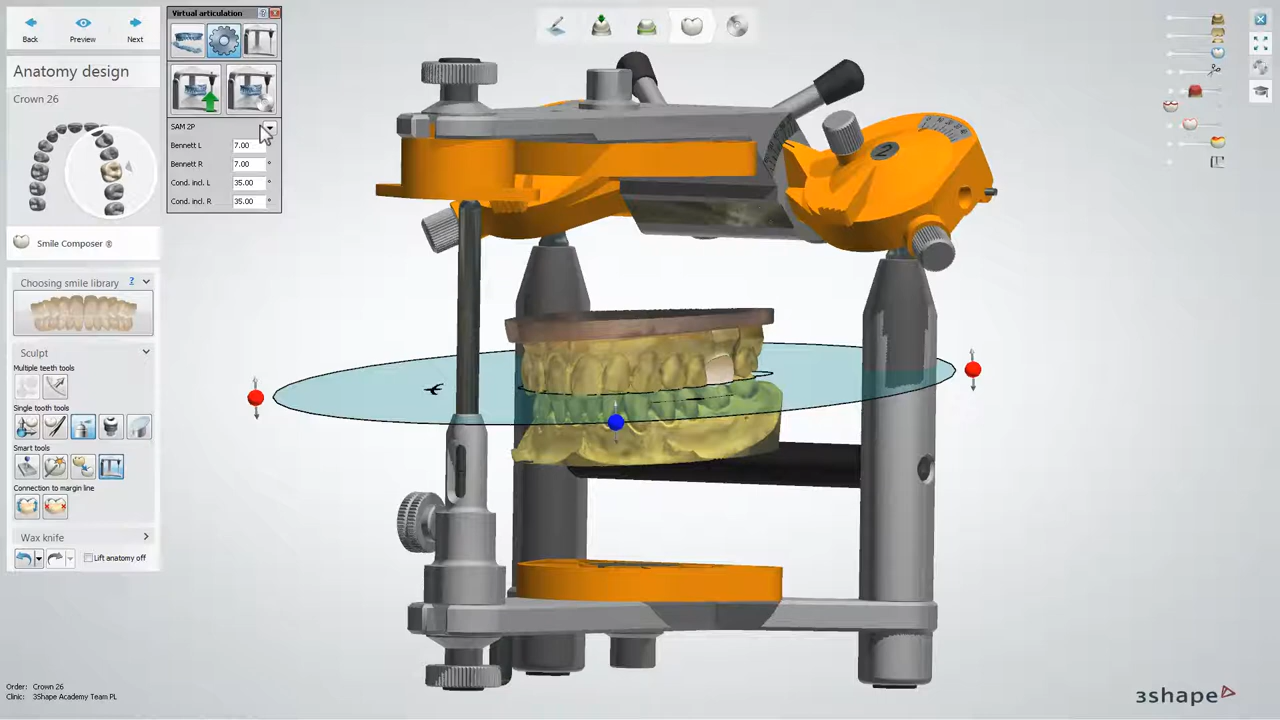 Virtual articulation
Back
Preview
Next
Anatomy design
Crown 26
SAM 2P
Bennett L 7.00 °
Bennett R 7.00 °
Cond. incl. L 35.00 °
Cond. incl. R 35.00 °
2
Smile Composer ®
Choosing smile library ?
Sculpt
Multiple teeth tools
Single tooth tools
Smart tools
Connection to margin line
Wax knife
Lift anatomy off
Order: Crown 26
Clinic: 3Shape Academy Team PL
3shape